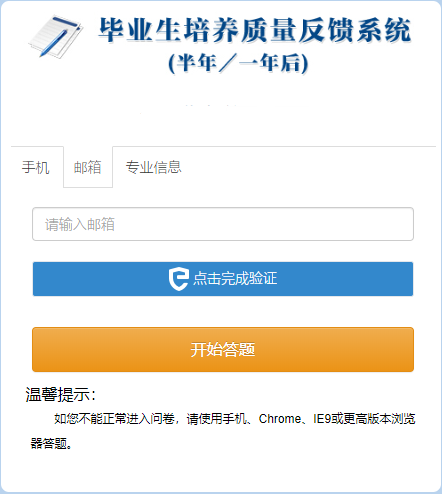 毕业生培养质量反馈系统
(半年／一年后)
手机 邮箱 专业信息
请输入邮箱
点击完成验证
开始答题
温馨提示：
如您不能正常进入问卷，请使用手机、Chrome、IE9或更高版本浏览
器答题。